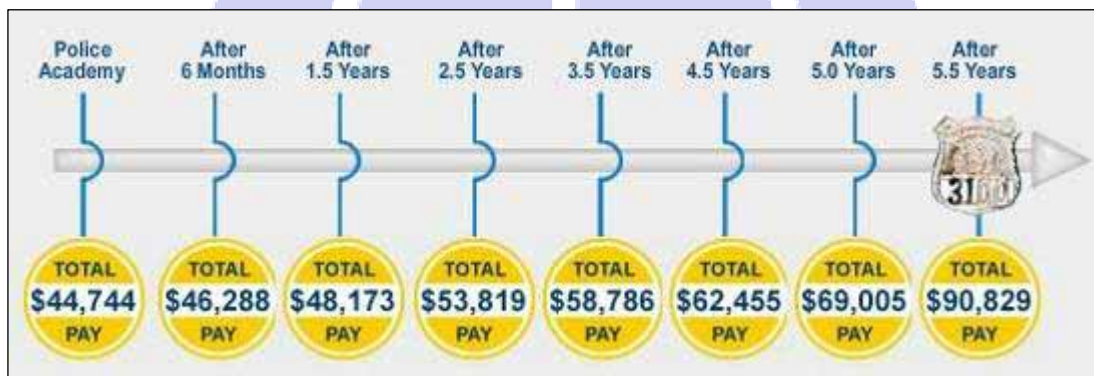 Police
Academy
After
6 Months
After
1.5 Years
After
2.5 Years
After
3.5 Years
After
4.5 Years
After
5.0 Years
After
5.5 Years
TOTAL
$44,744
PAY
TOTAL
$46,288
PAY
TOTAL
$48,173
PAY
TOTAL
$53,819
PAY
TOTAL
$58,786
PAY
TOTAL
$62,455
PAY
TOTAL
$69,005
PAY
TOTAL
$90,829
PAY